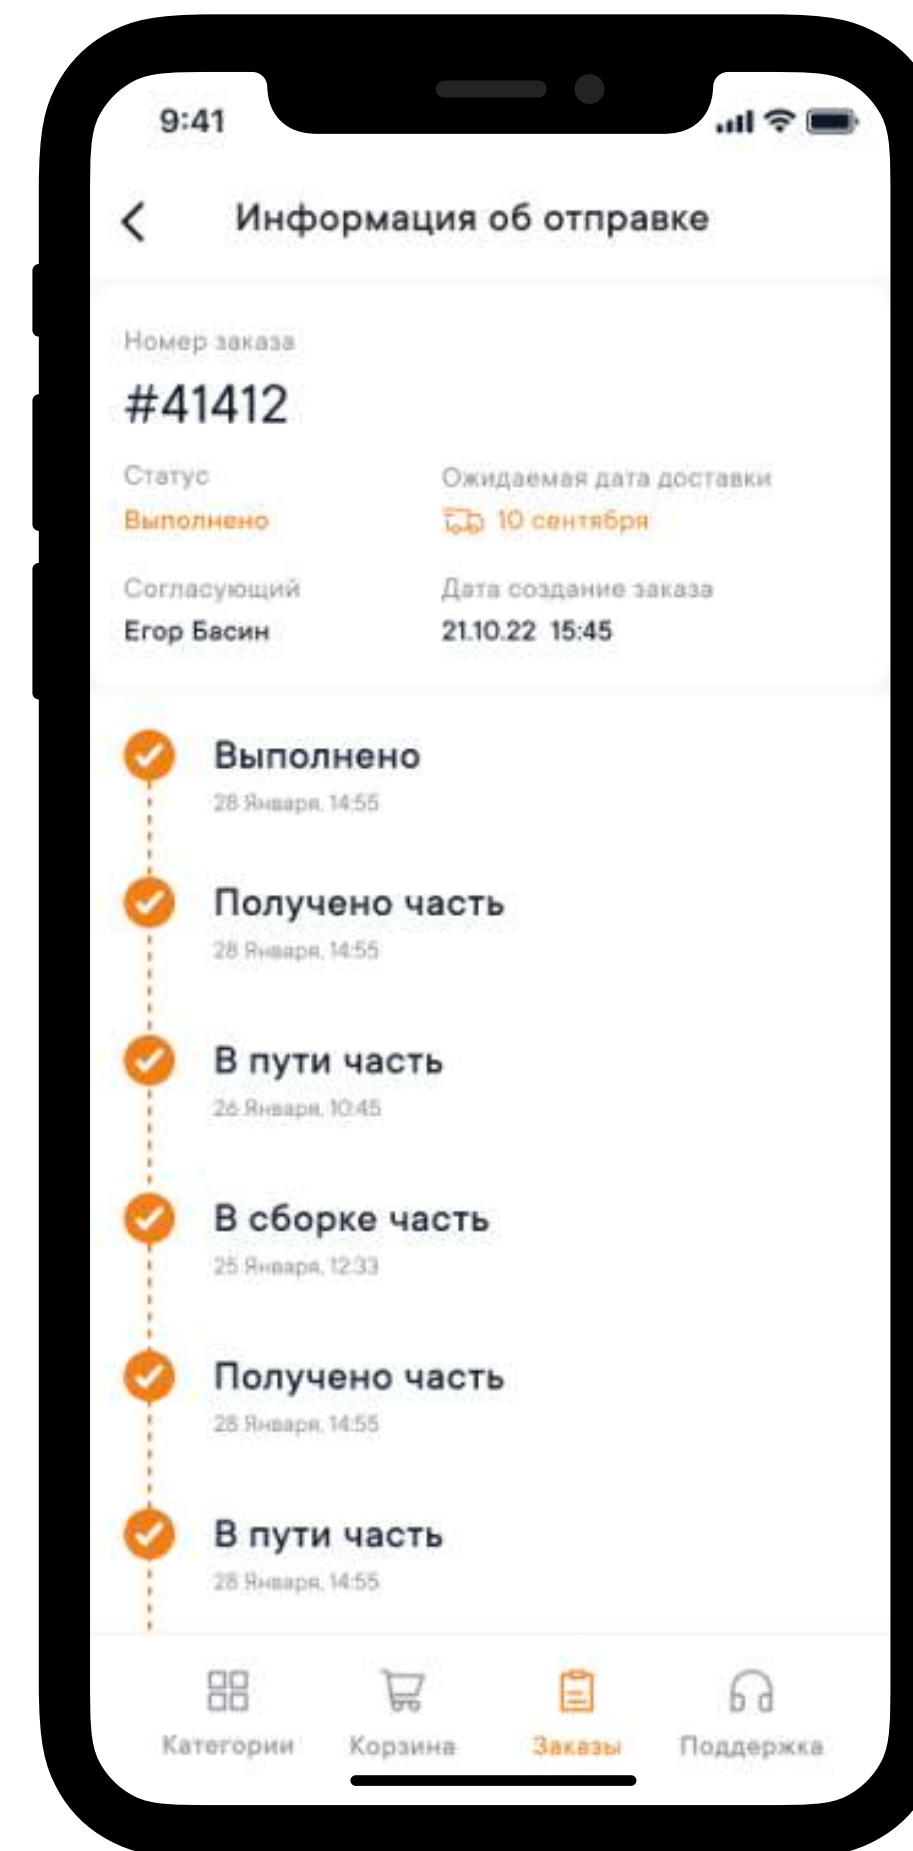 9:41
Информация об отправке
Номер заказа
#41412
Статус
Ожидаемая дата доставки
Выполнено
10 сентября
Согласующий
Дата создание заказа
Егор Басин
21.10.22 15:45
Выполнено
28 Января, 14:55
Получено часть
28 Января, 14:55
В пути часть
26 Января, 10:45
В сборке часть
25 Января, 12:33
Получено часть
28 Января, 14:55
В пути часть
28 Января, 14:55
Категории
Корзина
Заказы
Поддержка